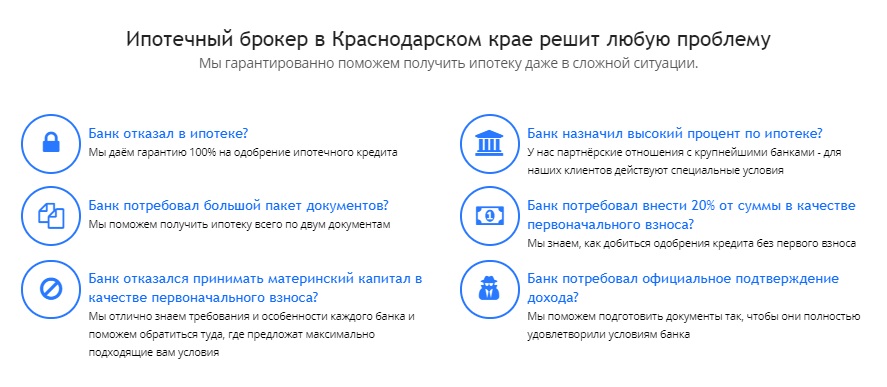 Ипотечный брокер в Краснодарском крае решит любую проблему
Мы гарантированно поможем получить ипотеку даже в сложной ситуации.
Банк отказал в ипотеке?
Мы даём гарантию 100% на одобрение ипотечного кредита
Банк назначил высокий процент по ипотеке?
У нас партнёрские отношения с крупнейшими банками - для
наших клиентов действуют специальные условия
Банк потребовал большой пакет документов?
Мы поможем получить ипотеку всего по двум документам
Банк потребовал внести 20% от суммы в качестве
первоначального взноса?
Мы знаем, как добиться одобрения кредита без первого взноса
Банк отказался принимать материнский капитал в
качестве первоначального взноса?
Мы отлично знаем требования и особенности каждого банка и
поможем обратиться туда, где предложат максимально
подходящие вам условия
Банк потребовал официальное подтверждение
дохода?
Мы поможем подготовить документы так, чтобы они полностью
удовлетворили условиям банка